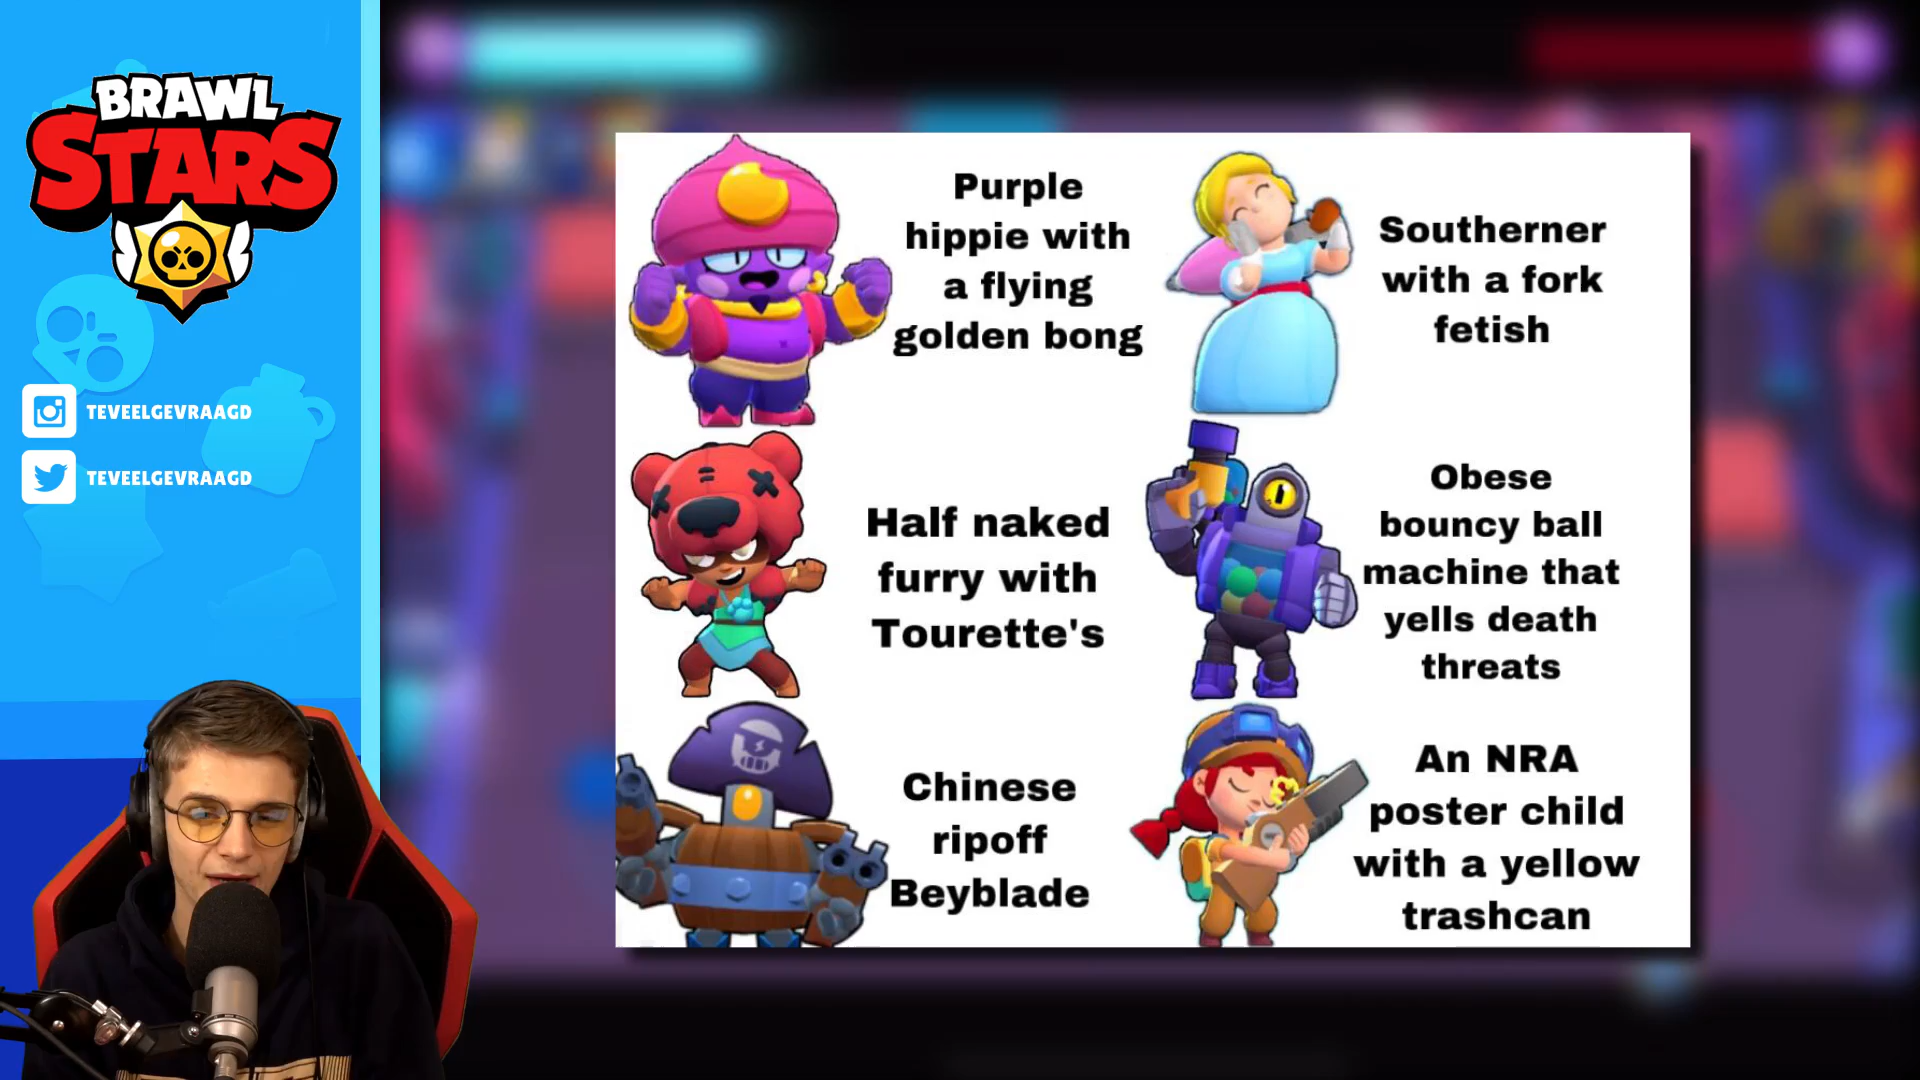 BRAWL
STARS
TEVEELGEVRAAGD
TEVEELGEVRAAGD
Purple
hippie with
a flying
golden bong
Southerner
with a fork
fetish
Half naked
furry with
Tourette's
Obese
bouncy ball
machine that
yells death
threats
Chinese
ripoff
Beyblade
An NRA
poster child
with a yellow
trashcan